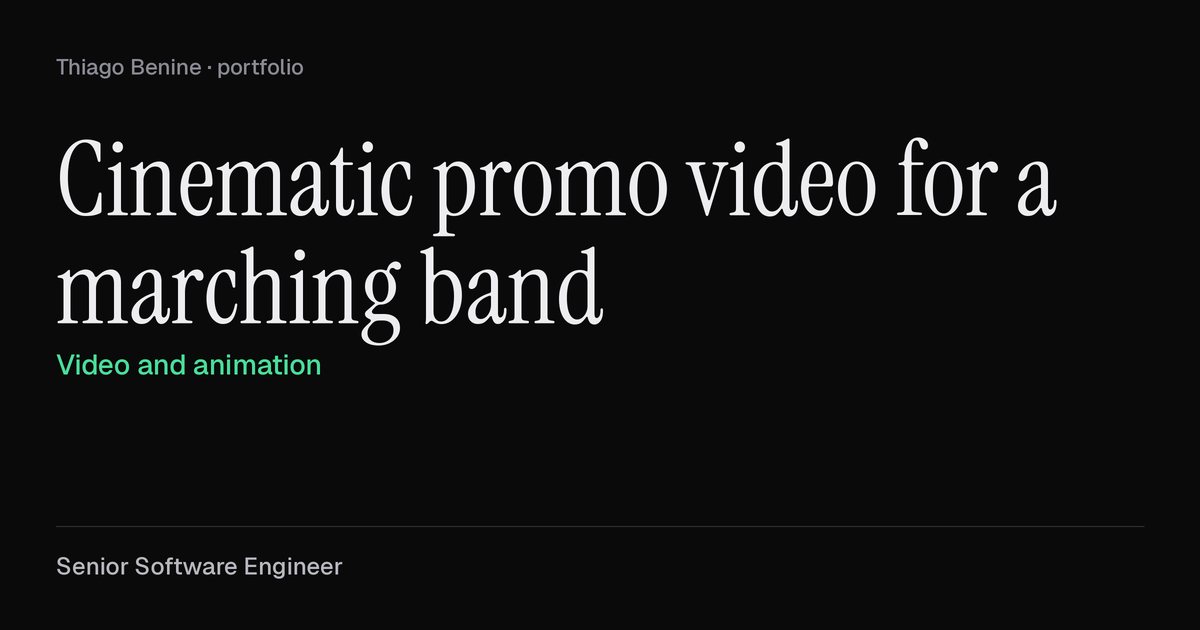 Thiago Benine · portfolio
Cinematic promo video for a
marching band
Video and animation
Senior Software Engineer